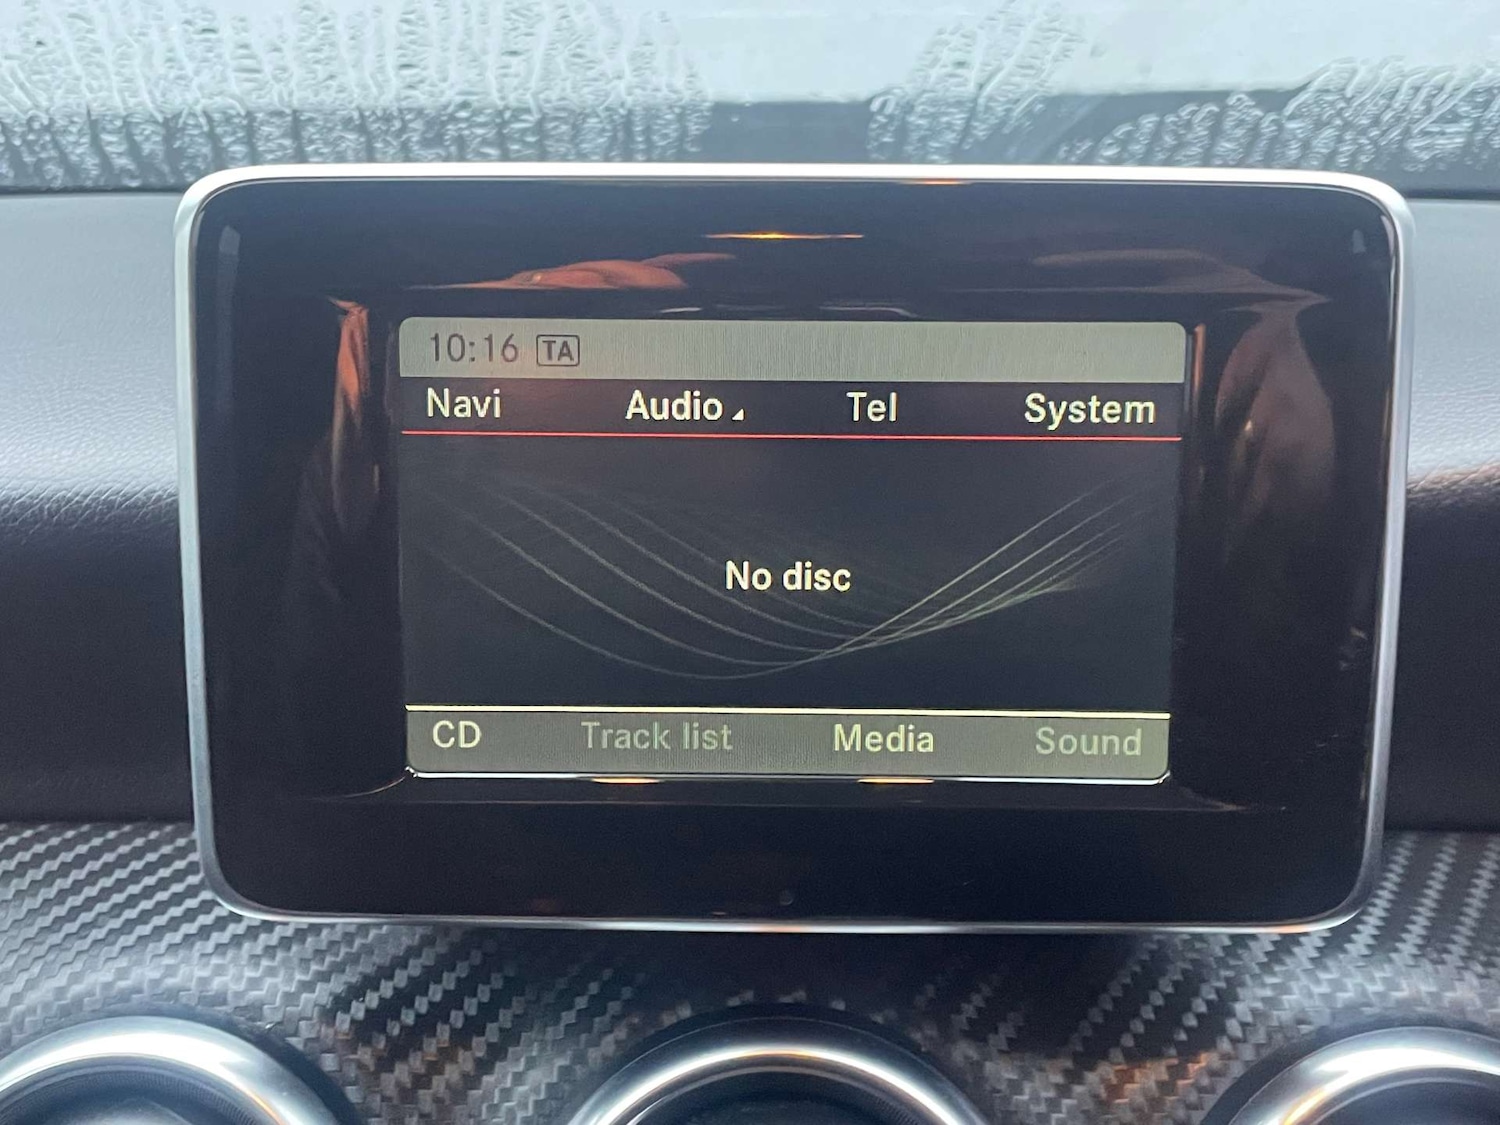 10:16 TA
Navi Audio Tel System
No disc
CD Track list Media Sound